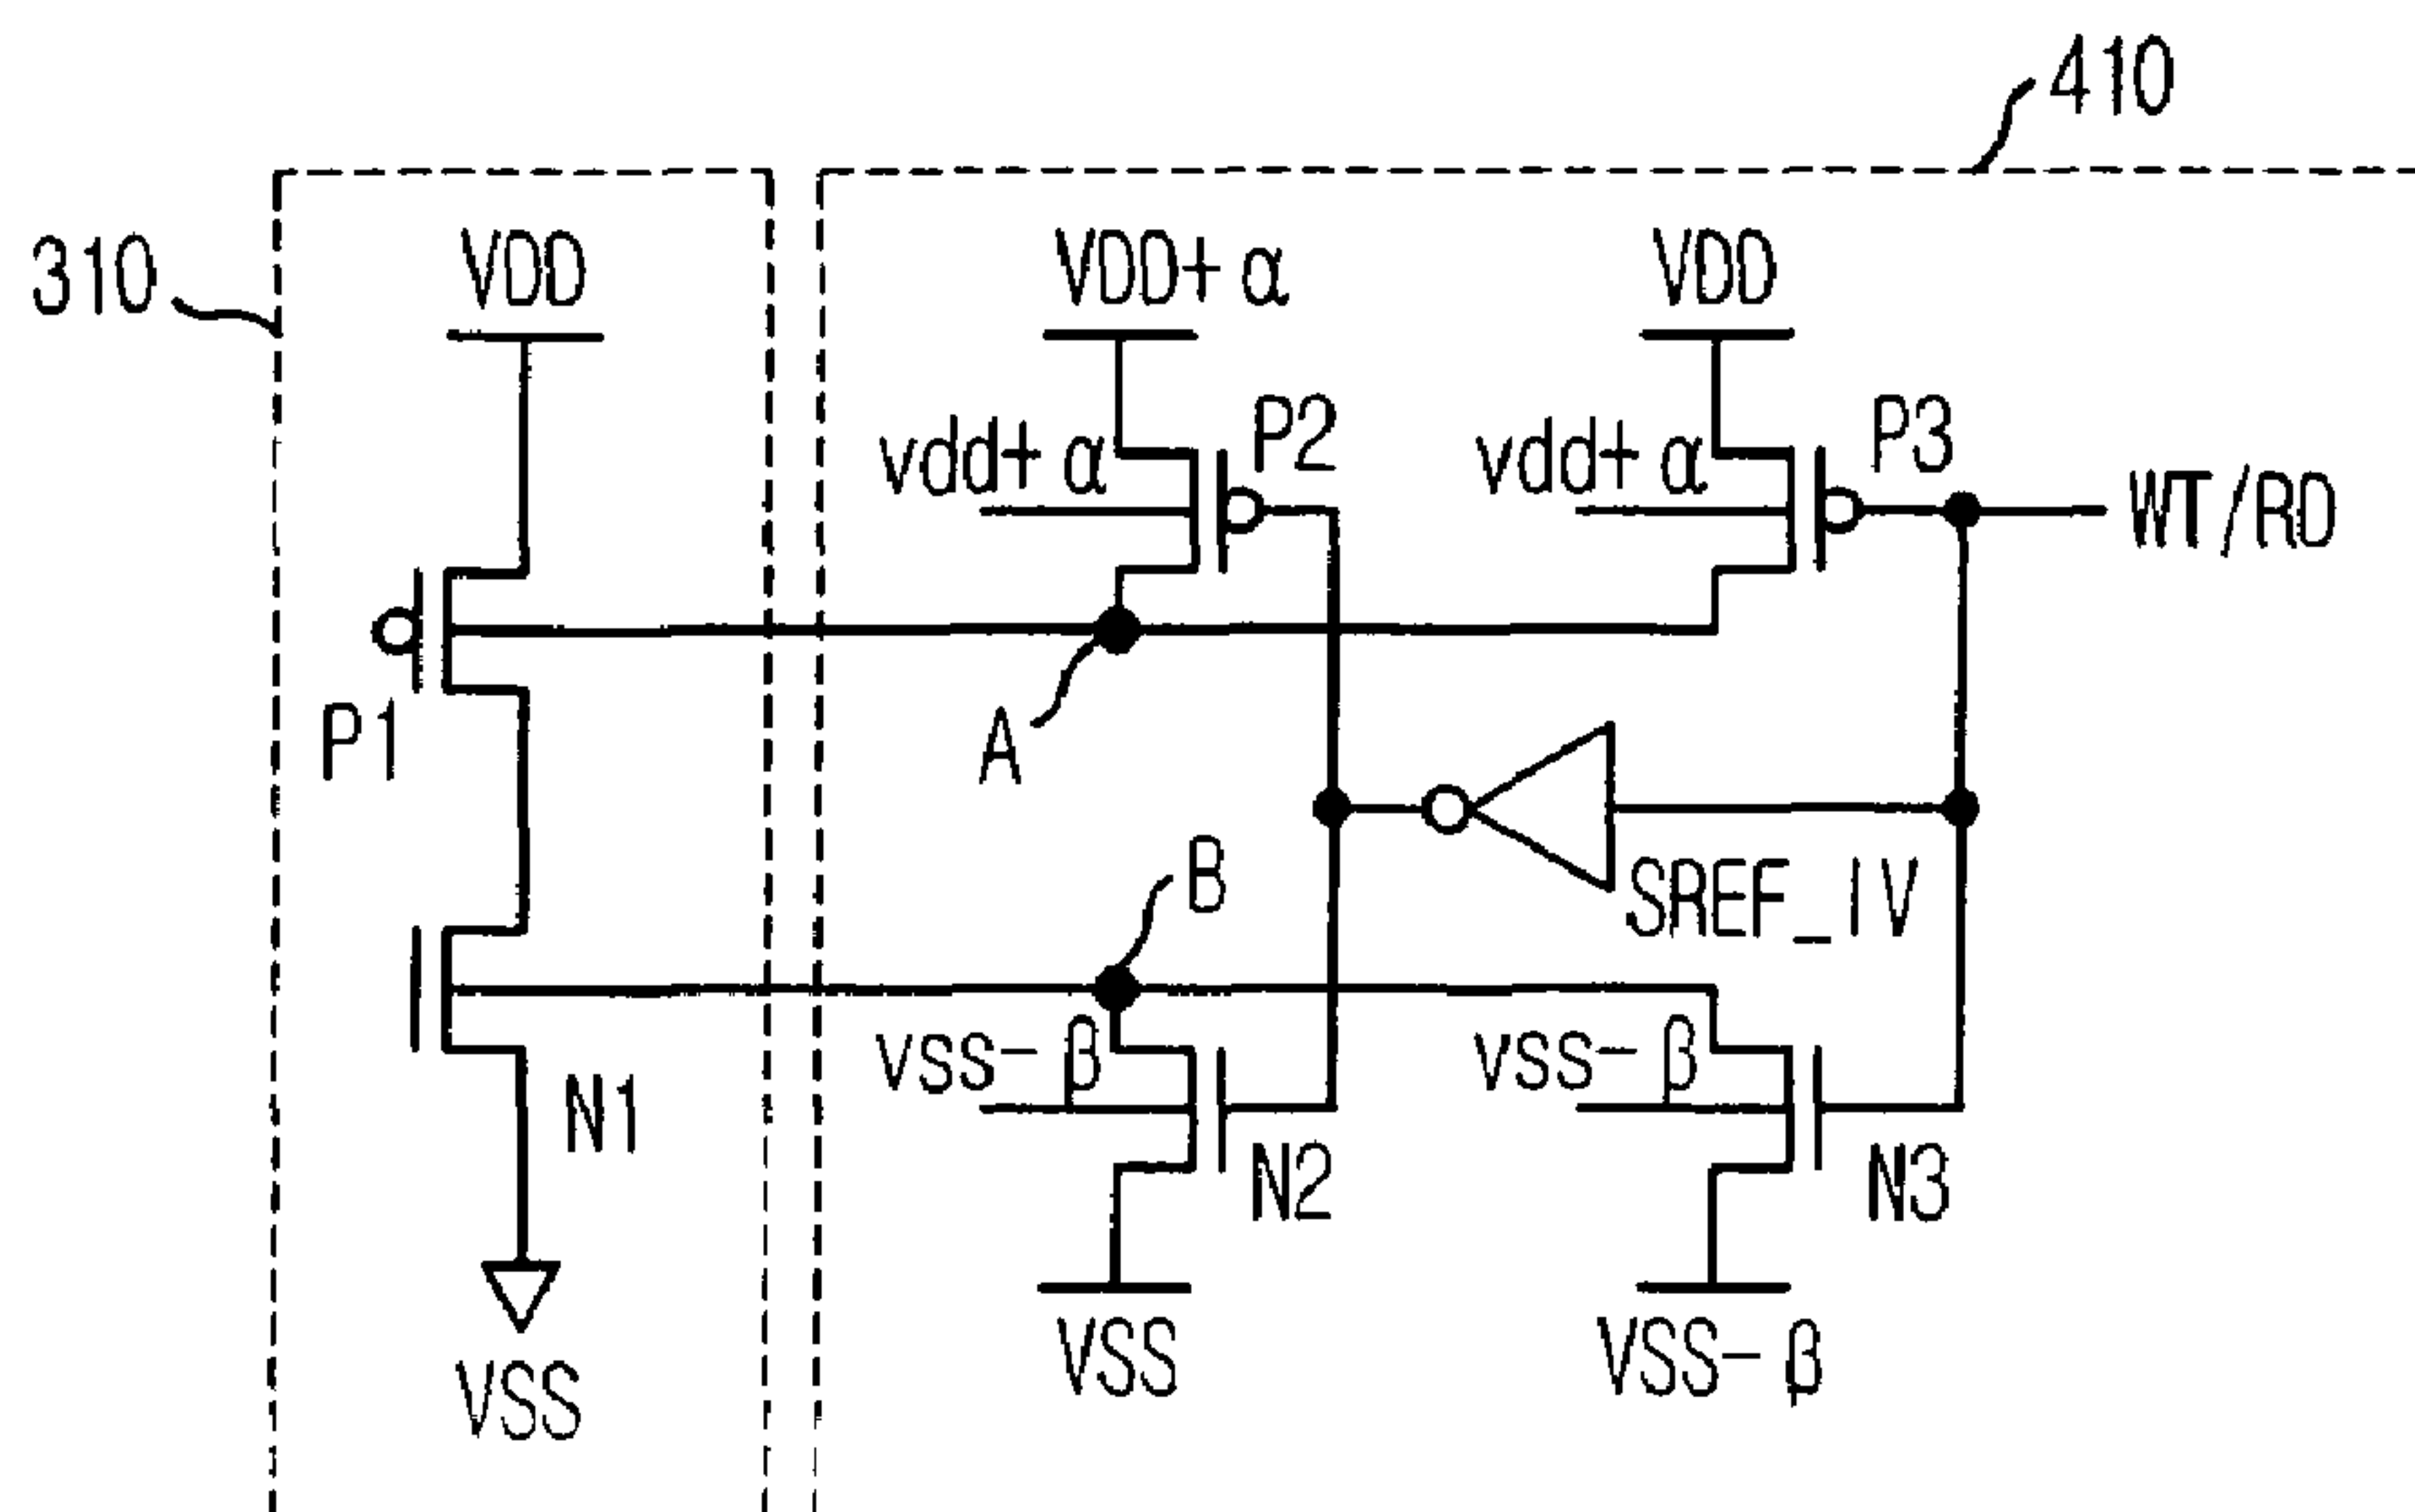 410
310
VDD
VDD+α
VDD
vdd+α
P2
vdd+α
P3
WT/RD
P1
A
B
SREF_IV
N1
vss-β
N2
vss-β
N3
VSS
VSS
VSS-β